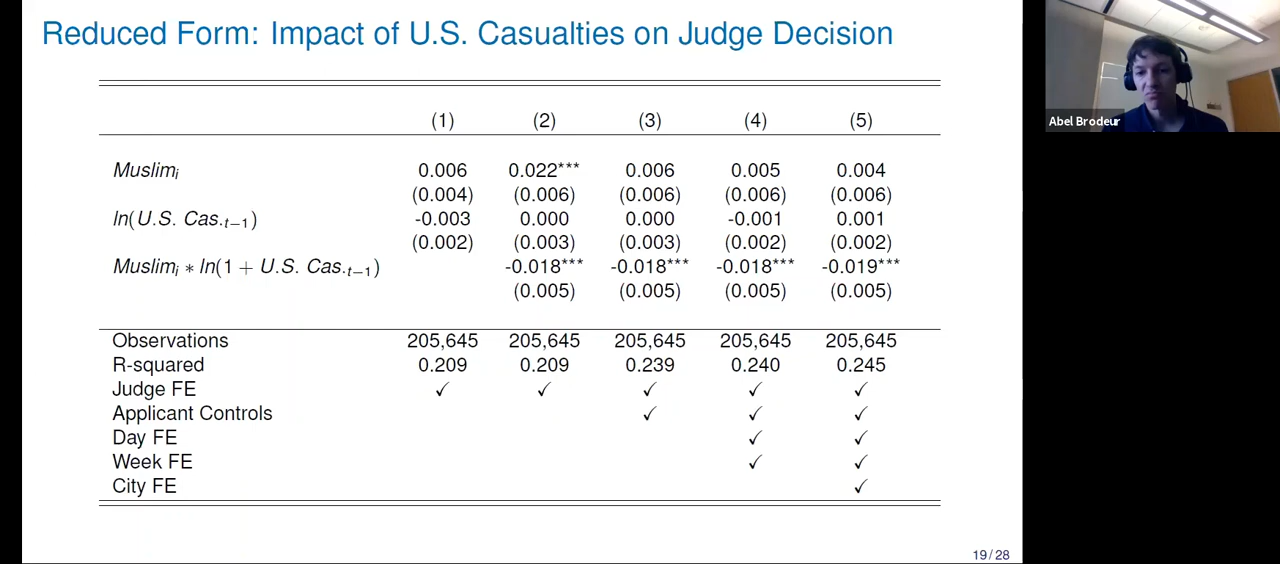 Reduced Form: Impact of U.S. Casualties on Judge Decision
(1) (2) (3) (4) (5)
Muslimᵢ 0.006 0.022*** 0.006 0.005 0.004
(0.004) (0.006) (0.006) (0.006) (0.006)
ln(U.S. Cas.ₜ₋₁) -0.003 0.000 0.000 -0.001 0.001
(0.002) (0.003) (0.003) (0.002) (0.002)
Muslimᵢ ∗ ln(1 + U.S. Cas.ₜ₋₁) -0.018*** -0.018*** -0.018*** -0.019***
(0.005) (0.005) (0.005) (0.005)
Observations 205,645 205,645 205,645 205,645 205,645
R-squared 0.209 0.209 0.239 0.240 0.245
Judge FE ✓ ✓ ✓ ✓ ✓
Applicant Controls ✓ ✓ ✓
Day FE ✓ ✓
Week FE ✓ ✓
City FE ✓
19/28
Abel Brodeur